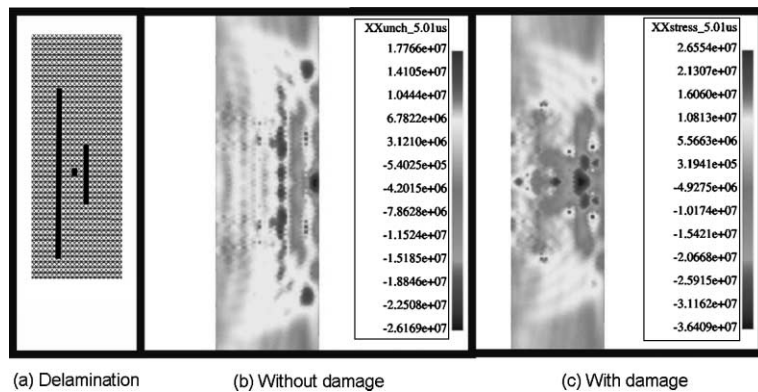 XXunch_5.01us
1.7766e+07
1.4105e+07
1.0444e+07
6.7822e+06
3.1210e+06
-5.4025e+05
-4.2015e+06
-7.8628e+06
-1.1524e+07
-1.5185e+07
-1.8846e+07
-2.2508e+07
-2.6169e+07
XXstress_5.01us
2.6554e+07
2.1307e+07
1.6060e+07
1.0813e+07
5.5663e+06
3.1941e+05
-4.9275e+06
-1.0174e+07
-1.5421e+07
-2.0668e+07
-2.5915e+07
-3.1162e+07
-3.6409e+07
(a) Delamination
(b) Without damage
(c) With damage